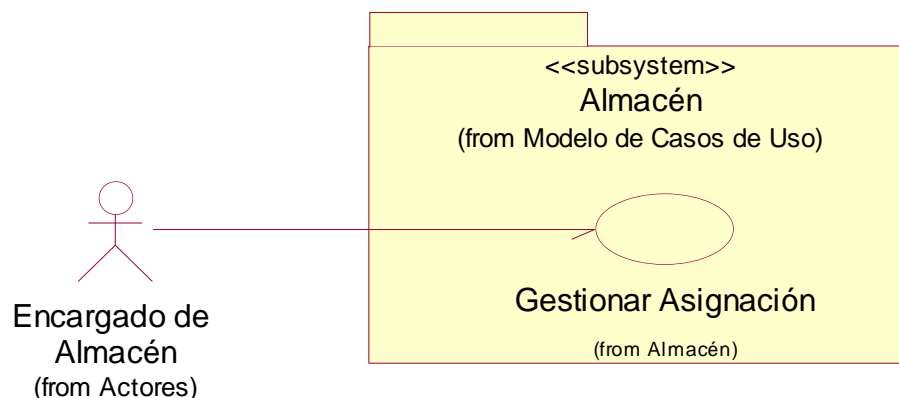 <<subsystem>>
Almacén
(from Modelo de Casos de Uso)
Gestionar Asignación
(from Almacén)
Encargado de
Almacén
(from Actores)